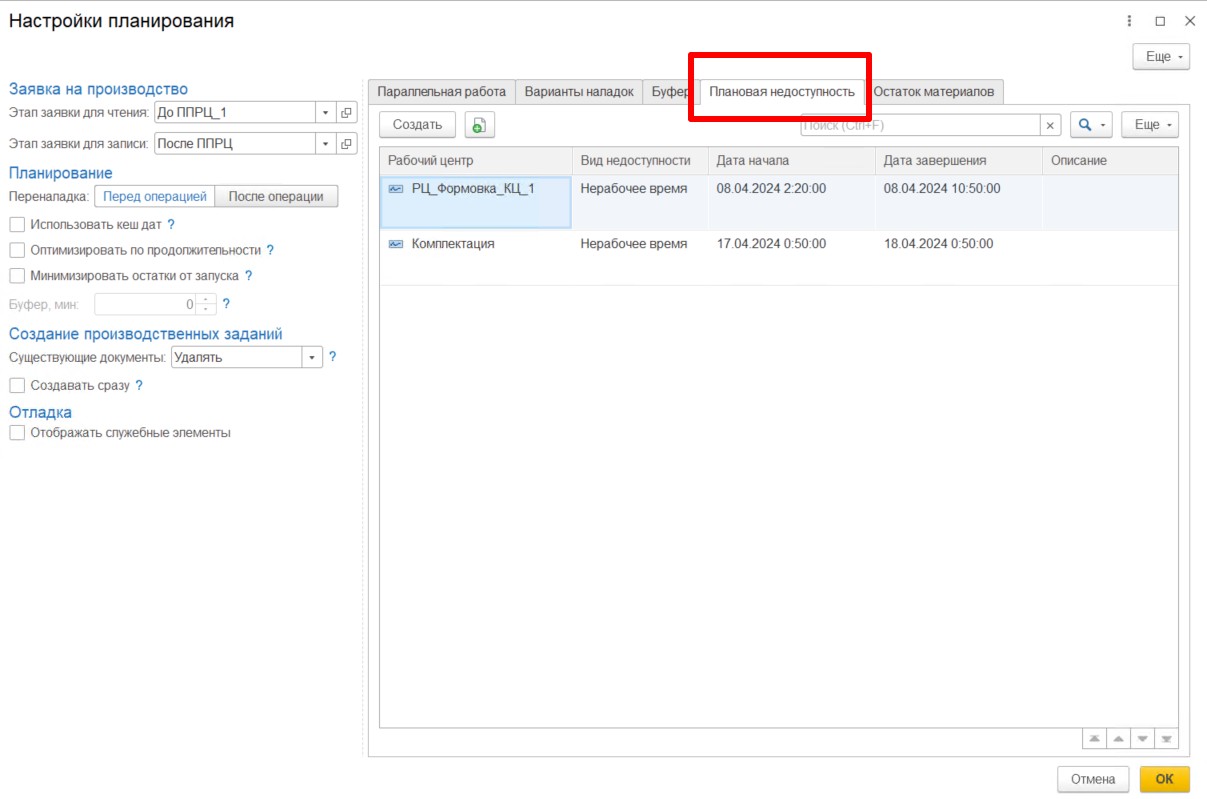 Настройки планирования
Еще
Заявка на производство
Этап заявки для чтения: До ППРЦ_1
Этап заявки для записи: После ППРЦ
Планирование
Переналадка: Перед операцией После операции
Использовать кеш дат ?
Оптимизировать по продолжительности ?
Минимизировать остатки от запуска ?
Буфер, мин: 0 ?
Создание производственных заданий
Существующие документы: Удалять ?
Создавать сразу ?
Отладка
Отображать служебные элементы
Параллельная работа Варианты наладок Буфер Плановая недоступность Остаток материалов
Создать Поиск (Ctrl+F) × Еще
Рабочий центр Вид недоступности Дата начала Дата завершения Описание
РЦ_Формовка_КЦ_1 Нерабочее время 08.04.2024 2:20:00 08.04.2024 10:50:00
Комплектация Нерабочее время 17.04.2024 0:50:00 18.04.2024 0:50:00
Отмена ОК